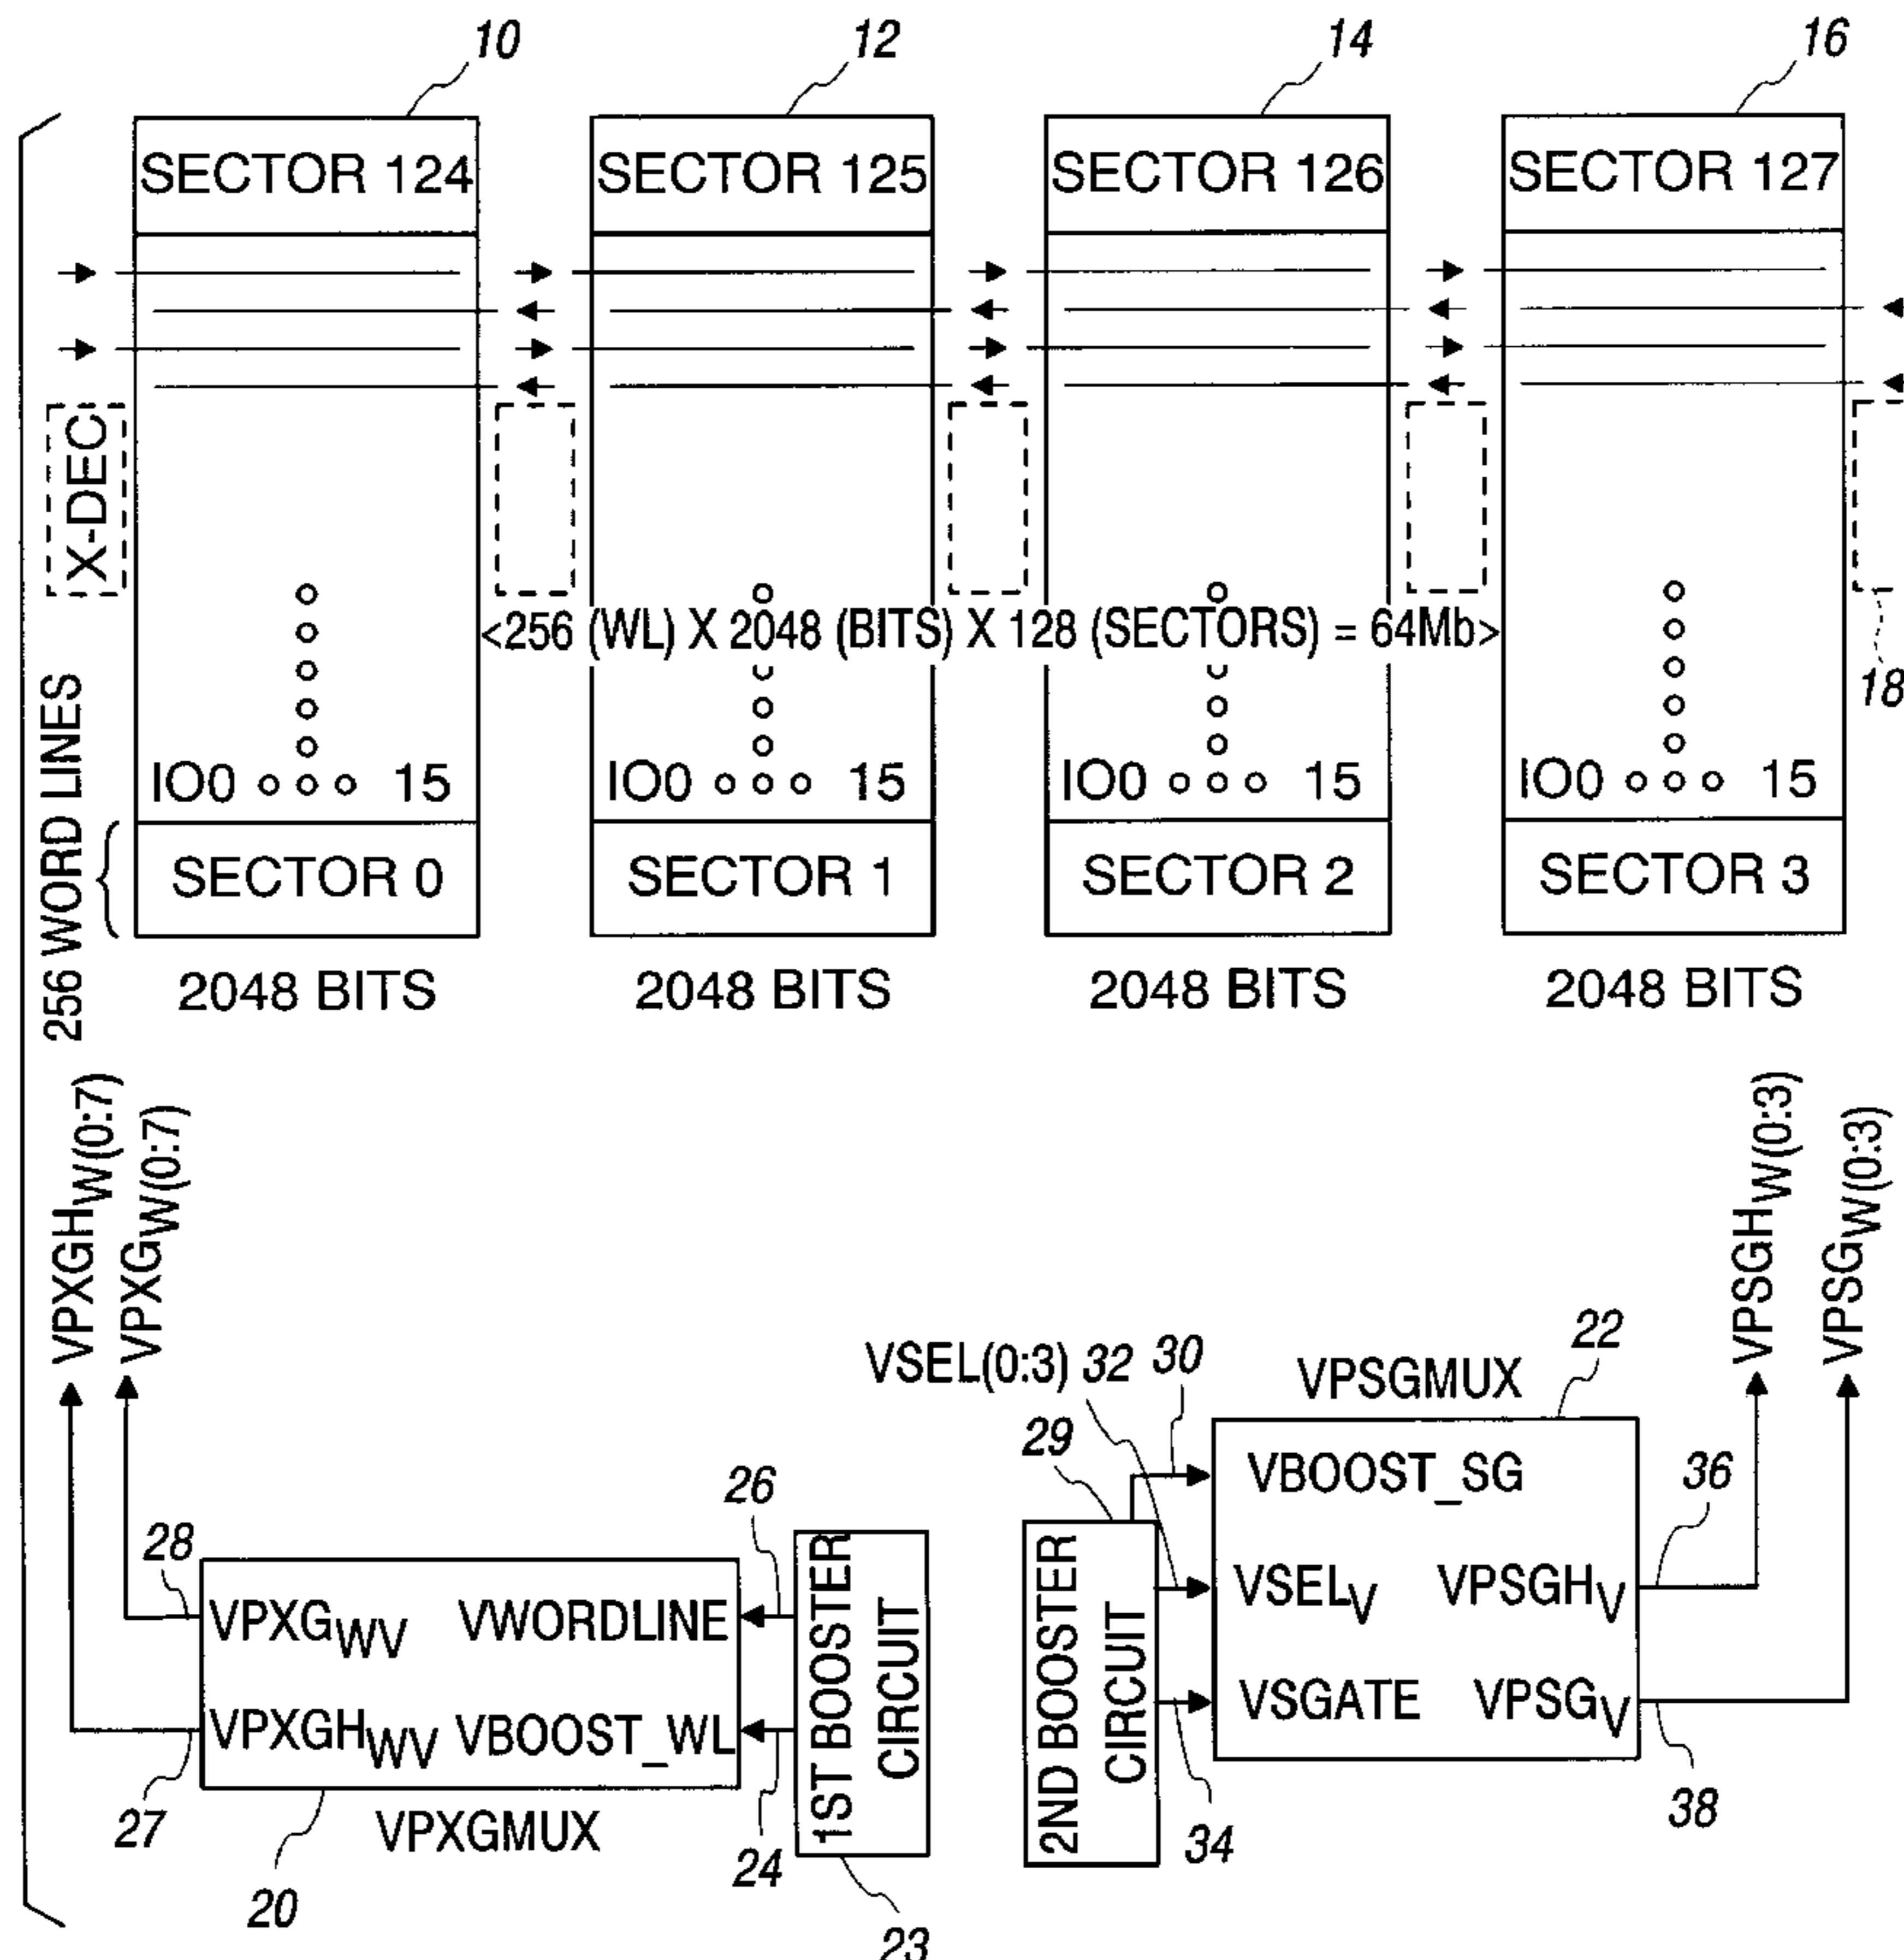 10 12 14 16
SECTOR 124 SECTOR 125 SECTOR 126 SECTOR 127
X-DEC
<256 (WL) X 2048 (BITS) X 128 (SECTORS) = 64Mb>
18
256 WORD LINES
IO0 15 IO0 15 IO0 15 IO0 15
SECTOR 0 SECTOR 1 SECTOR 2 SECTOR 3
2048 BITS 2048 BITS 2048 BITS 2048 BITS
VPXGHW(0:7)
VPXGW(0:7)
VPSGHW(0:3)
VPSGW(0:3)
28
VPXGWV VWORDLINE
VPXGHWV VBOOST_WL
27
20
VPXGMUX
26
24
1ST BOOSTER
CIRCUIT
23
VSEL(0:3) 32 30
29
2ND BOOSTER
CIRCUIT
34
VPSGMUX
22
VBOOST_SG
VSELV VPSGHV
VSGATE VPSGV
36
38